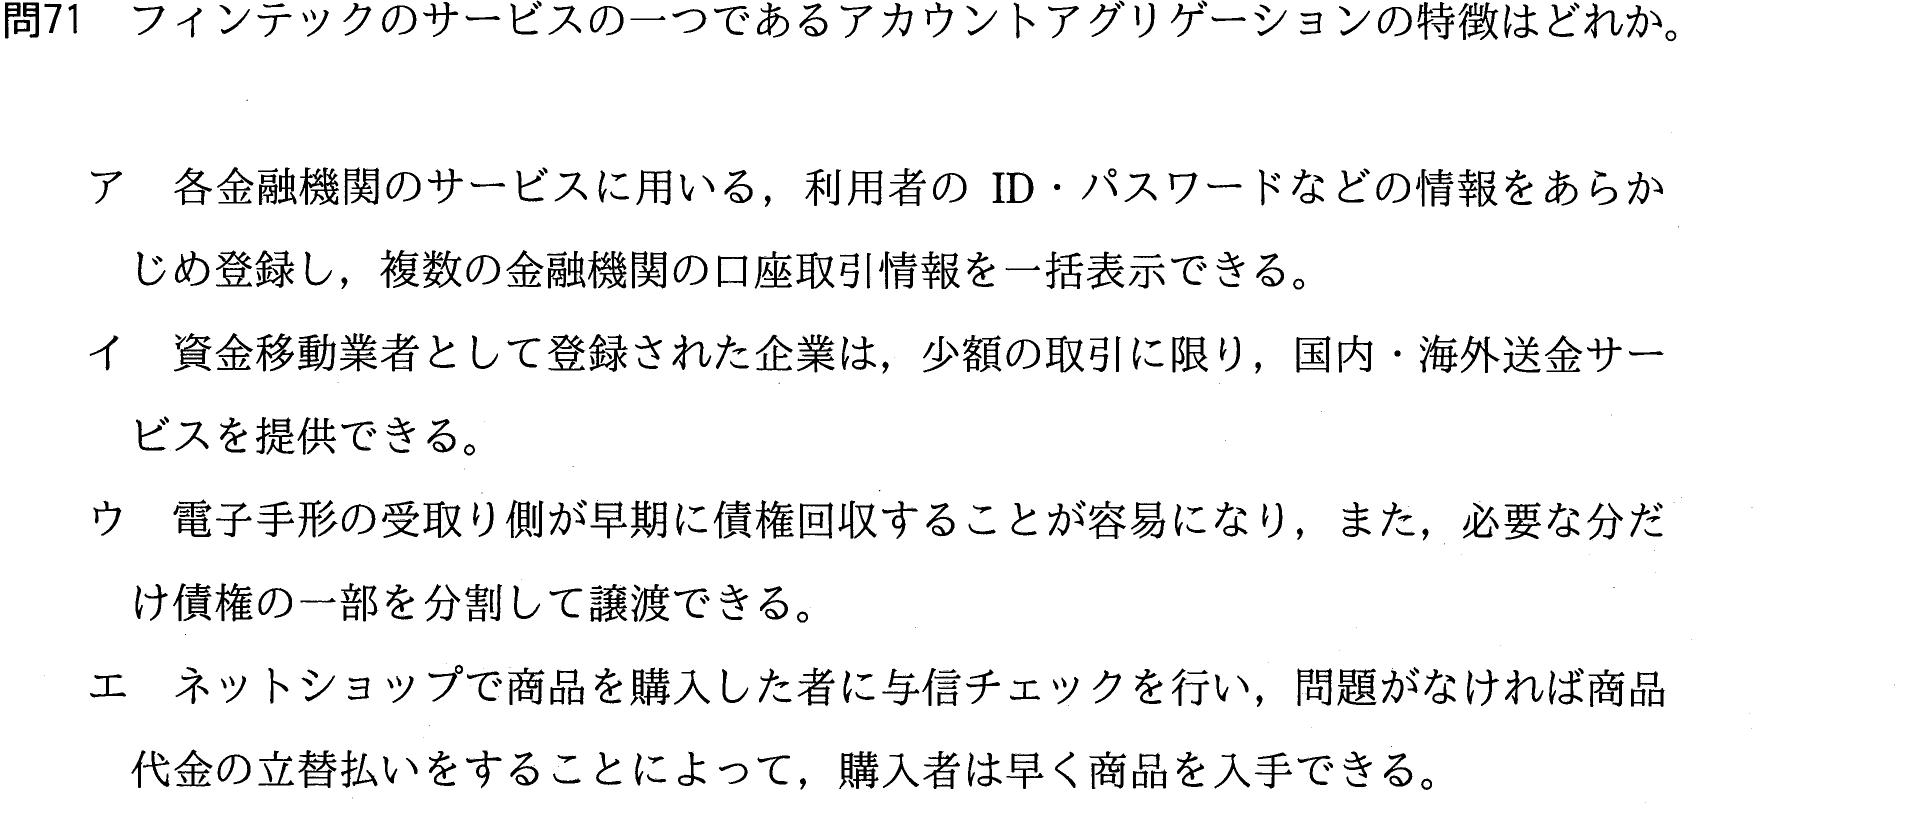 問71　フィンテックのサービスの一つであるアカウントアグリゲーションの特徴はどれか。
ア　各金融機関のサービスに用いる，利用者の ID・パスワードなどの情報をあらか
じめ登録し，複数の金融機関の口座取引情報を一括表示できる。
イ　資金移動業者として登録された企業は，少額の取引に限り，国内・海外送金サー
ビスを提供できる。
ウ　電子手形の受取り側が早期に債権回収することが容易になり，また，必要な分だ
け債権の一部を分割して譲渡できる。
エ　ネットショップで商品を購入した者に与信チェックを行い，問題がなければ商品
代金の立替払いをすることによって，購入者は早く商品を入手できる。